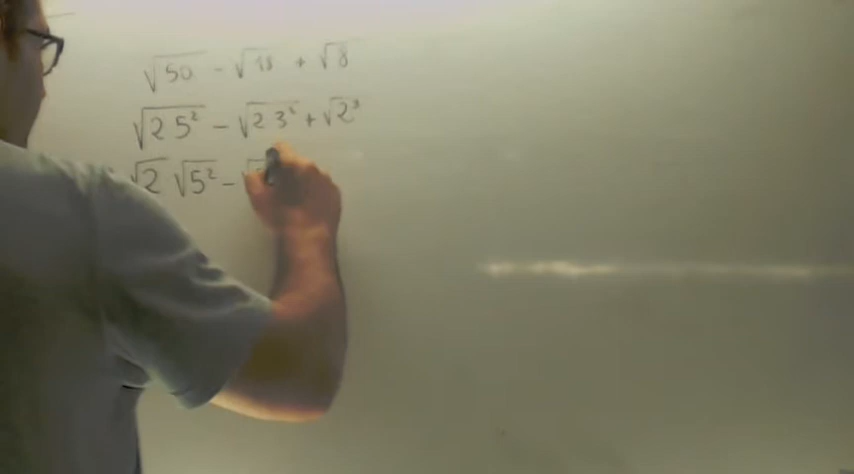 √50 - √18 + √8
√2 5² - √2 3² + √2³
√2 √5² - √